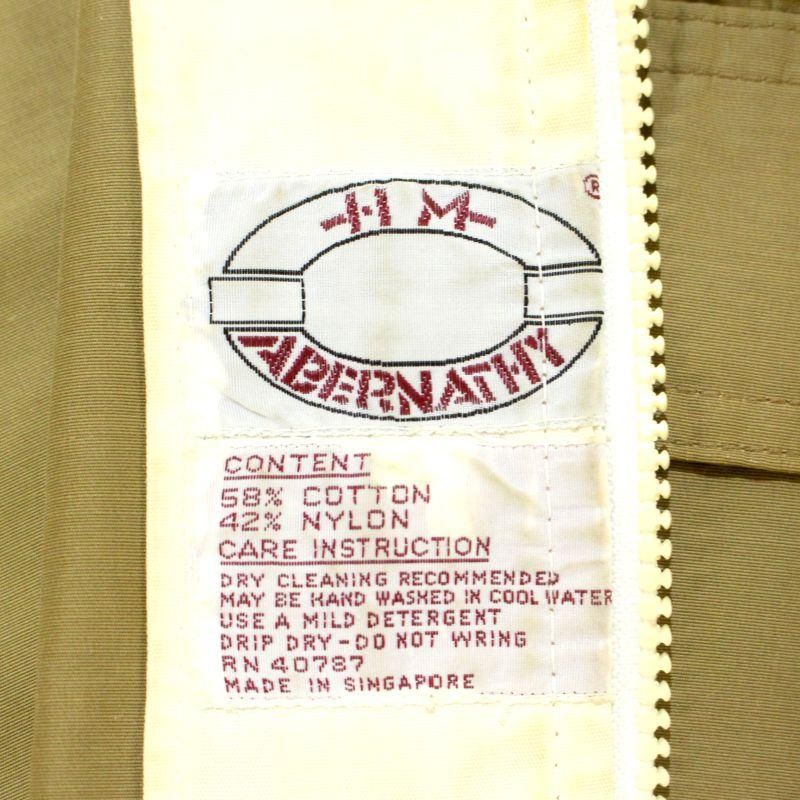 ®
H M
ABERNATHY
CONTENT
58% COTTON
42% NYLON
CARE INSTRUCTION
DRY CLEANING RECOMMENDED
MAY BE HAND WASHED IN COOL WATER
USE A MILD DETERGENT
DRIP DRY - DO NOT WRING
RN 40787
MADE IN SINGAPORE